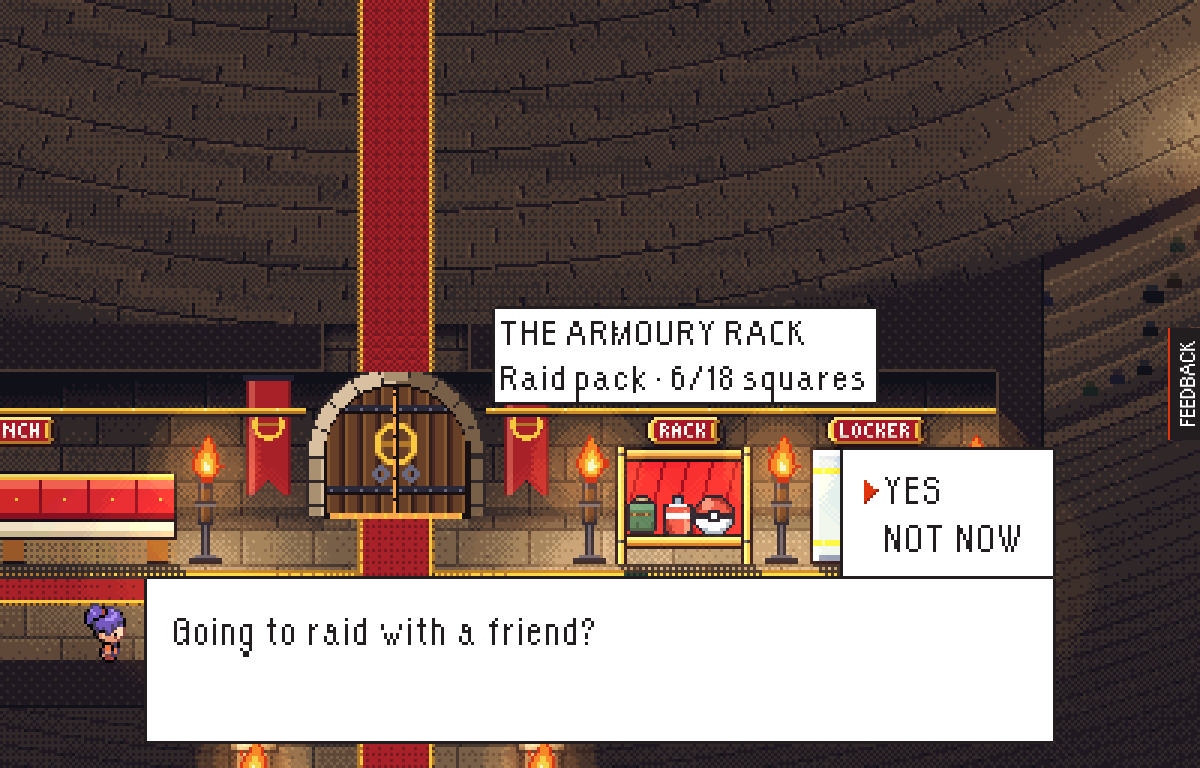 THE ARMOURY RACK
Raid pack · 6/18 squares
NCH
RACK
LOCKER
FEEDBACK
YES
NOT NOW
Going to raid with a friend?